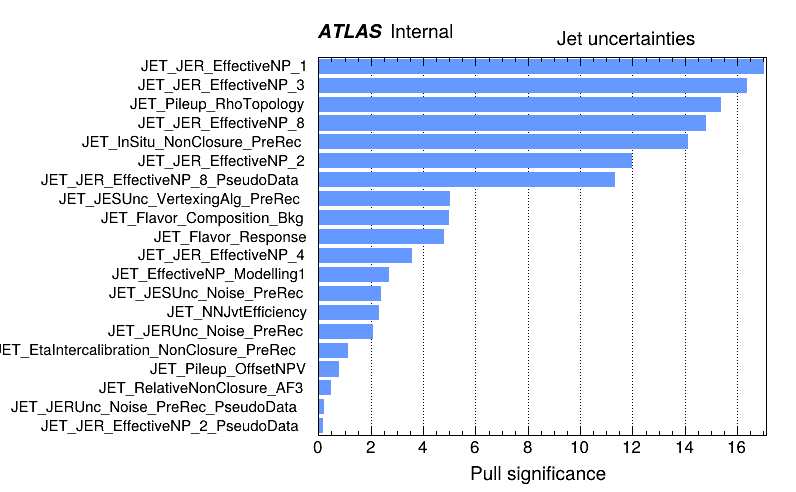 ATLAS Internal
Jet uncertainties
JET_JER_EffectiveNP_1
JET_JER_EffectiveNP_3
JET_Pileup_RhoTopology
JET_JER_EffectiveNP_8
JET_InSitu_NonClosure_PreRec
JET_JER_EffectiveNP_2
JET_JER_EffectiveNP_8_PseudoData
JET_JESUnc_VertexingAlg_PreRec
JET_Flavor_Composition_Bkg
JET_Flavor_Response
JET_JER_EffectiveNP_4
JET_EffectiveNP_Modelling1
JET_JESUnc_Noise_PreRec
JET_NNJvtEfficiency
JET_JERUnc_Noise_PreRec
JET_EtaIntercalibration_NonClosure_PreRec
JET_Pileup_OffsetNPV
JET_RelativeNonClosure_AF3
JET_JERUnc_Noise_PreRec_PseudoData
JET_JER_EffectiveNP_2_PseudoData
0 2 4 6 8 10 12 14 16
Pull significance